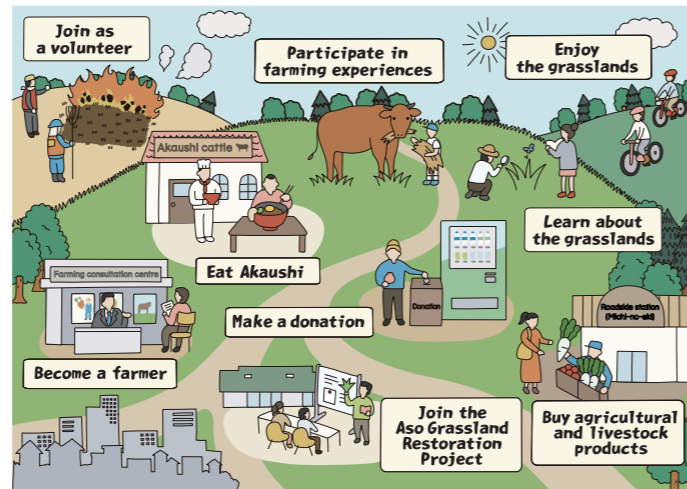 Join as
a volunteer
Participate in
farming experiences
Enjoy
the grasslands
Akaushi cattle
Learn about
the grasslands
Eat Akaushi
Farming consultation centre
Donation
Roadside station
(Michi-no-eki)
Make a donation
Become a farmer
Join the
Aso Grassland
Restoration
Project
Buy agricultural
and livestock
products